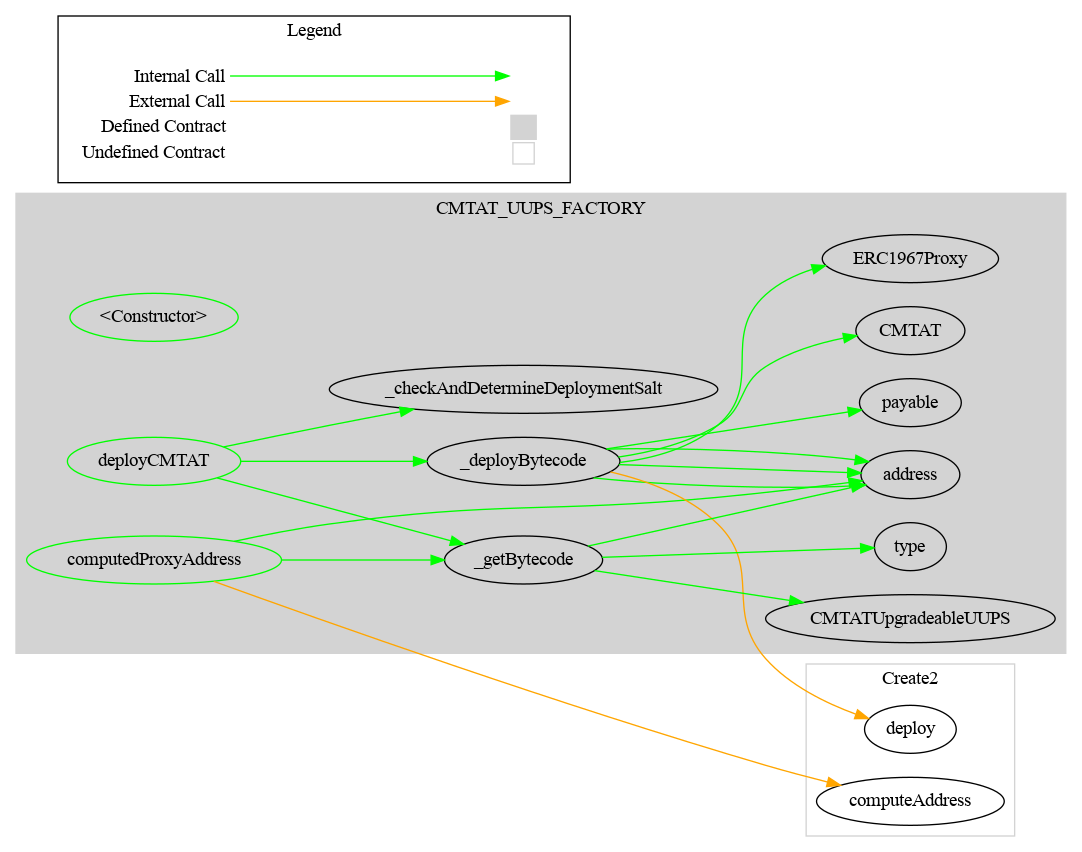 Legend
Internal Call
External Call
Defined Contract
Undefined Contract
CMTAT_UUPS_FACTORY
ERC1967Proxy
<Constructor>
CMTAT
_checkAndDetermineDeploymentSalt
payable
deployCMTAT
_deployBytecode
address
computedProxyAddress
_getBytecode
type
CMTATUpgradeableUUPS
Create2
deploy
computeAddress